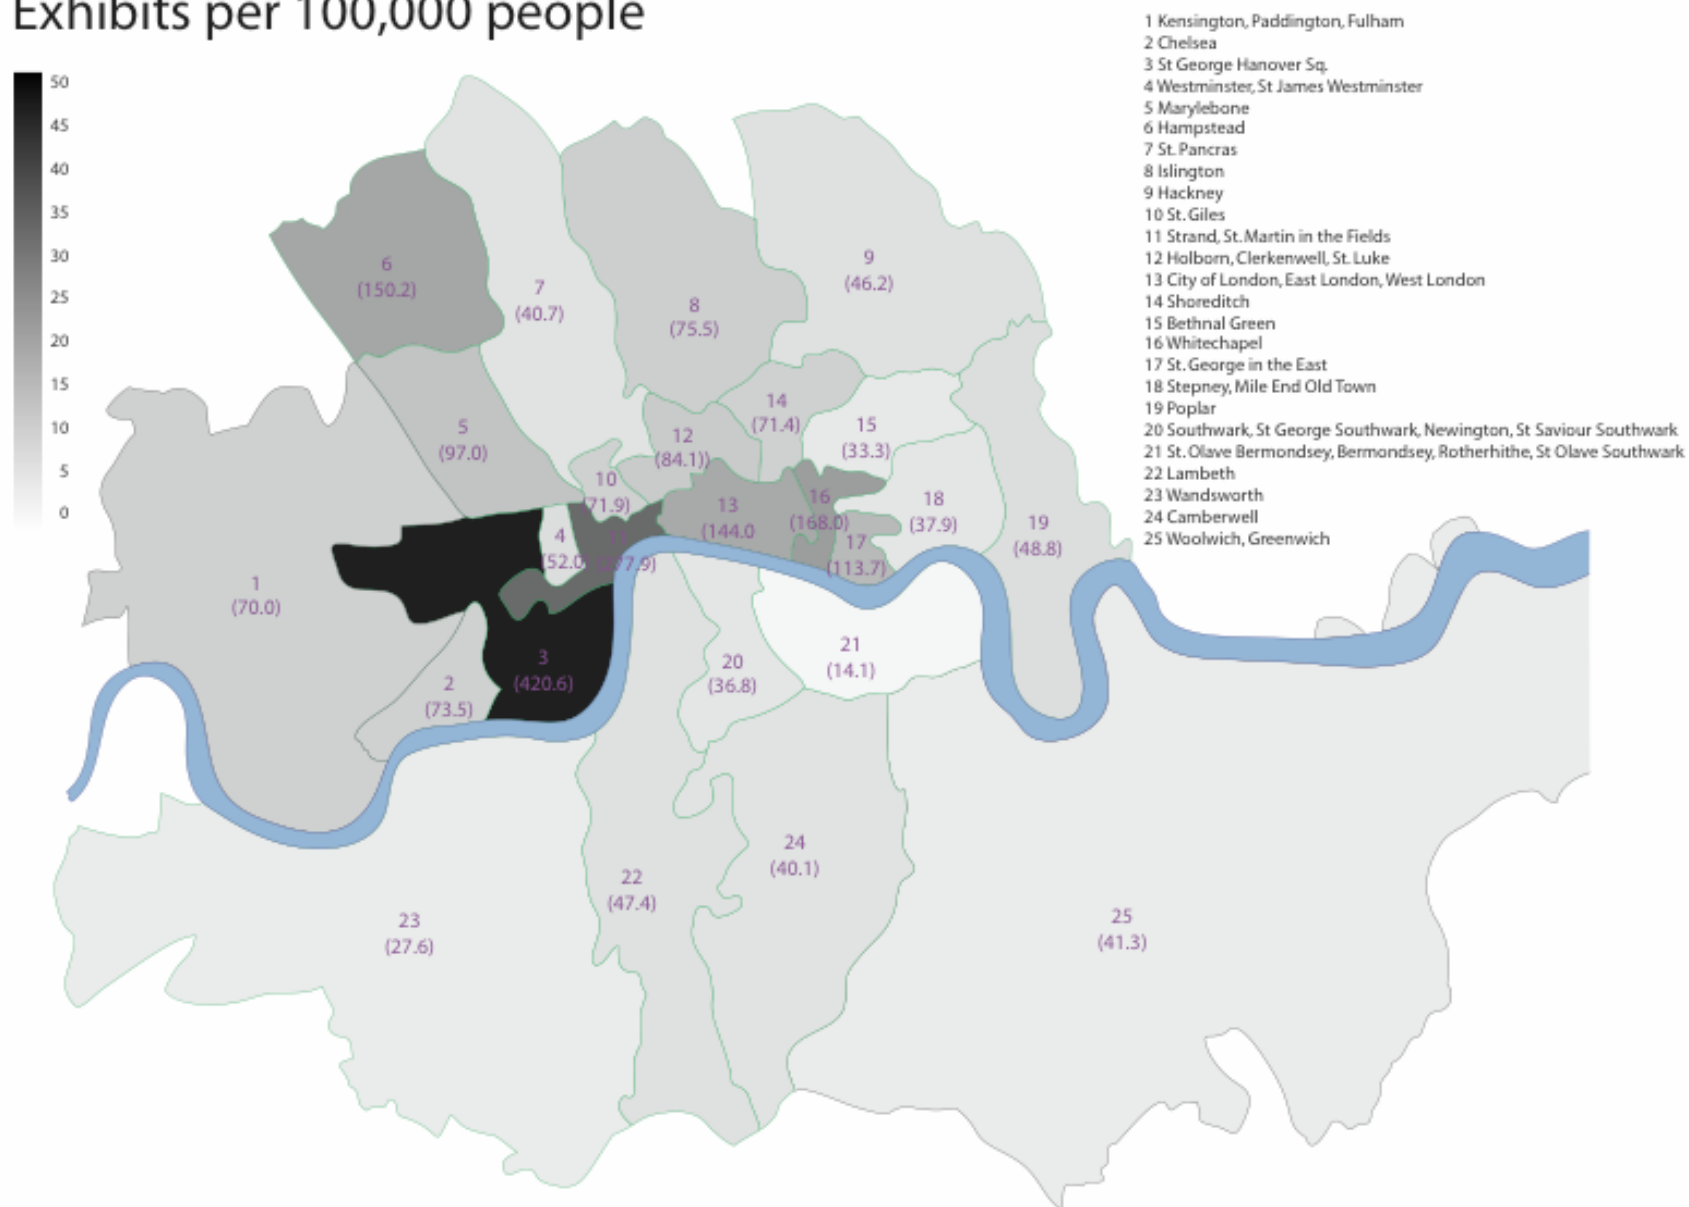 Exhibits per 100,000 people
50
45
40
35
30
25
20
15
10
5
0
1 Kensington, Paddington, Fulham
2 Chelsea
3 St George Hanover Sq.
4 Westminster, St James Westminster
5 Marylebone
6 Hampstead
7 St. Pancras
8 Islington
9 Hackney
10 St. Giles
11 Strand, St. Martin in the Fields
12 Holborn, Clerkenwell, St. Luke
13 City of London, East London, West London
14 Shoreditch
15 Bethnal Green
16 Whitechapel
17 St. George in the East
18 Stepney, Mile End Old Town
19 Poplar
20 Southwark, St George Southwark, Newington, St Saviour Southwark
21 St. Olave Bermondsey, Bermondsey, Rotherhithe, St Olave Southwark
22 Lambeth
23 Wandsworth
24 Camberwell
25 Woolwich, Greenwich
6
(150.2)
7
(40.7)
8
(75.5)
9
(46.2)
5
(97.0)
14
(71.4)
15
(33.3)
12
(84.1))
10
(71.9)
13
(144.0
16
(168.0)
17
(113.7)
18
(37.9)
19
(48.8)
4
(52.0
11
77.9)
1
(70.0)
2
(73.5)
3
(420.6)
20
(36.8)
21
(14.1)
22
(47.4)
24
(40.1)
23
(27.6)
25
(41.3)